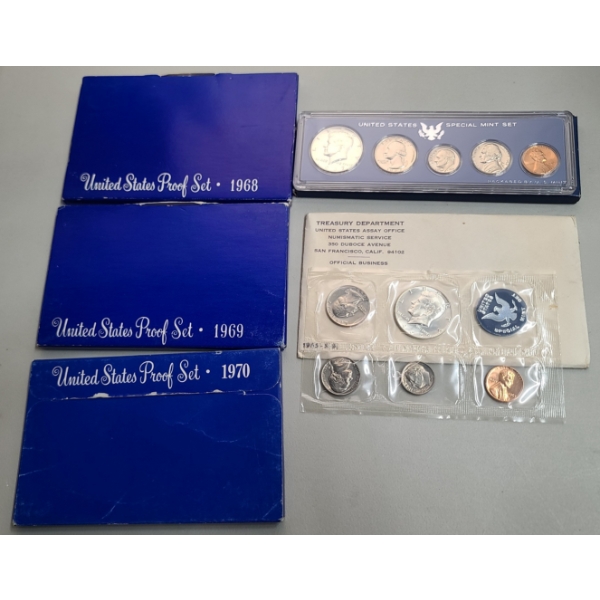 United States Proof Set · 1968
United States Proof Set · 1969
United States Proof Set · 1970
UNITED STATES SPECIAL MINT SET
TREASURY DEPARTMENT
UNITED STATES ASSAY OFFICE
NUMISMATIC SERVICE
350 DUBOCE AVENUE
SAN FRANCISCO, CALIF. 94102
OFFICIAL BUSINESS